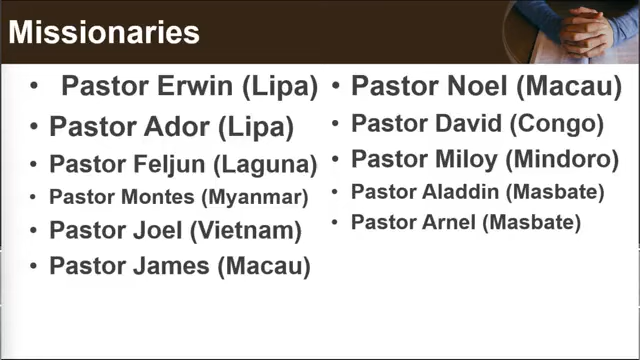 Missionaries
• Pastor Erwin (Lipa)
• Pastor Ador (Lipa)
• Pastor Feljun (Laguna)
• Pastor Montes (Myanmar)
• Pastor Joel (Vietnam)
• Pastor James (Macau)
• Pastor Noel (Macau)
• Pastor David (Congo)
• Pastor Miloy (Mindoro)
• Pastor Aladdin (Masbate)
• Pastor Arnel (Masbate)